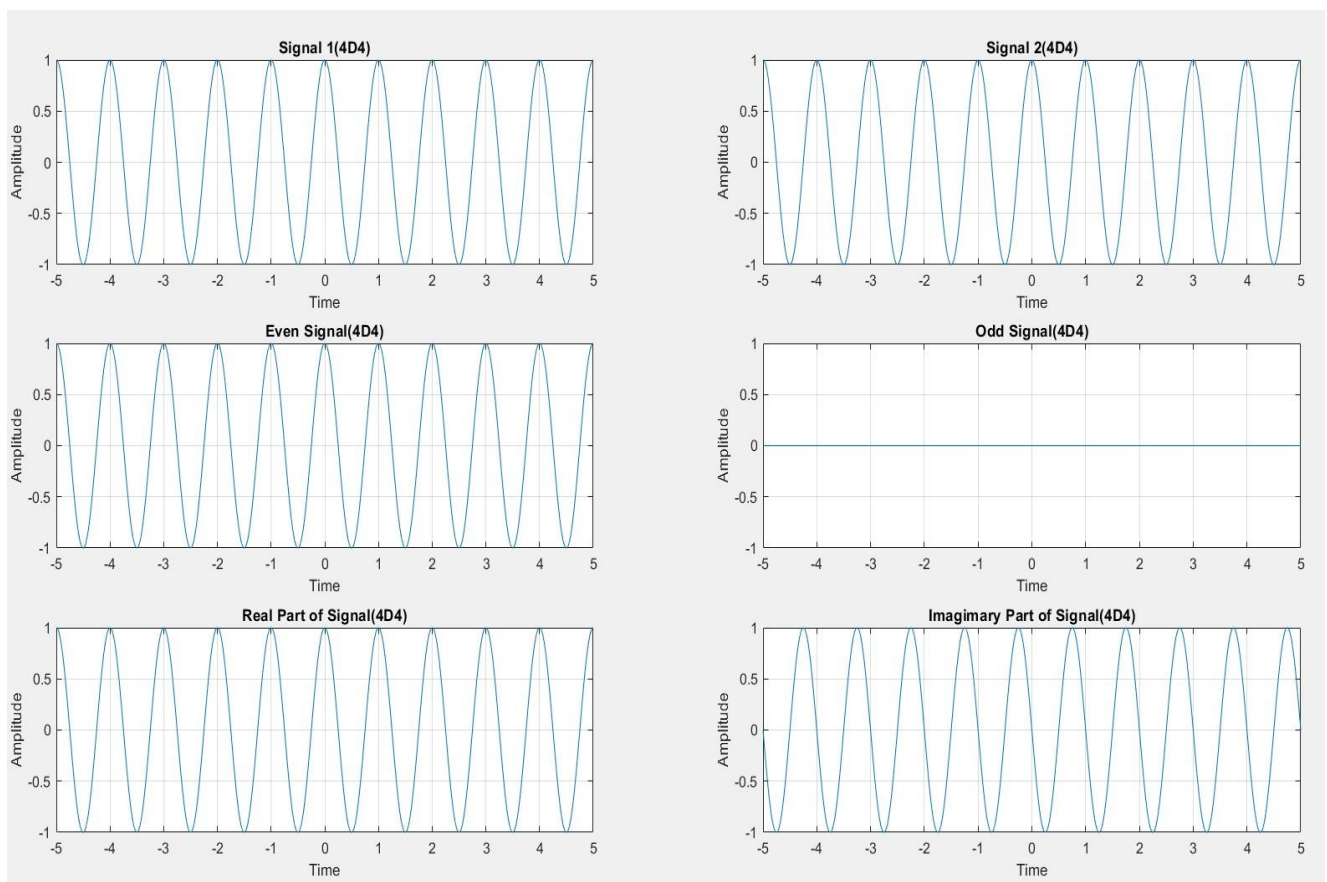 Signal 1(4D4)
1
0.5
0
-0.5
-1
Amplitude
-5 -4 -3 -2 -1 0 1 2 3 4 5
Time
Signal 2(4D4)
1
0.5
0
-0.5
-1
Amplitude
-5 -4 -3 -2 -1 0 1 2 3 4 5
Time
Even Signal(4D4)
1
0.5
0
-0.5
-1
Amplitude
-5 -4 -3 -2 -1 0 1 2 3 4 5
Time
Odd Signal(4D4)
1
0.5
0
-0.5
-1
Amplitude
-5 -4 -3 -2 -1 0 1 2 3 4 5
Time
Real Part of Signal(4D4)
1
0.5
0
-0.5
-1
Amplitude
-5 -4 -3 -2 -1 0 1 2 3 4 5
Time
Imagimary Part of Signal(4D4)
1
0.5
0
-0.5
-1
Amplitude
-5 -4 -3 -2 -1 0 1 2 3 4 5
Time